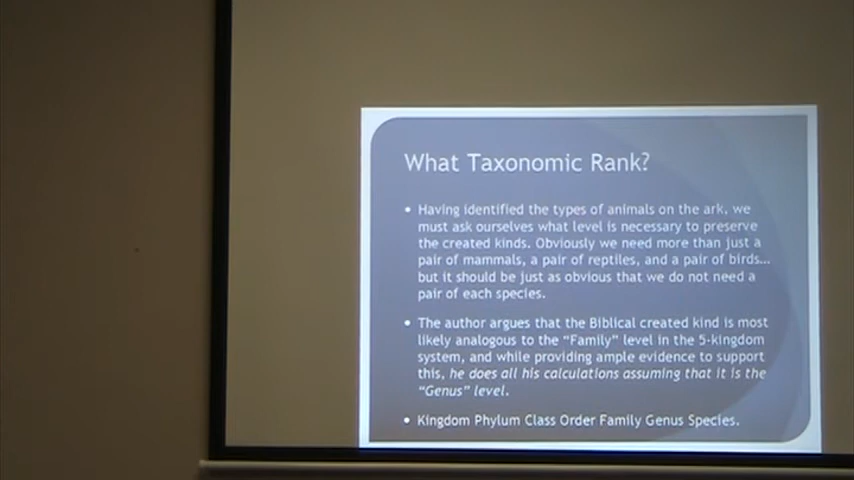 What Taxonomic Rank?
• Having identified the types of animals on the ark, we
must ask ourselves what level is necessary to preserve
the created kinds. Obviously we need more than just a
pair of mammals, a pair of reptiles, and a pair of birds...
but it should be just as obvious that we do not need a
pair of each species.
• The author argues that the Biblical created kind is most
likely analogous to the “Family” level in the 5-kingdom
system, and while providing ample evidence to support
this, he does all his calculations assuming that it is the
“Genus” level.
• Kingdom Phylum Class Order Family Genus Species.